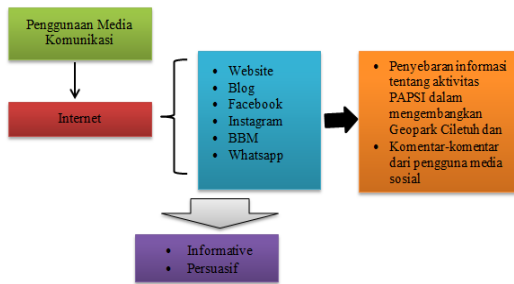 Penggunaan Media
Komunikasi
Internet
• Website
• Blog
• Facebook
• Instagram
• BBM
• Whatsapp
• Penyebaran informasi
tentang aktivitas
PAPSI dalam
mengembangkan
Geopark Ciletuh dan
• Komentar-komentar
dari pengguna media
sosial
• Informative
• Persuasif